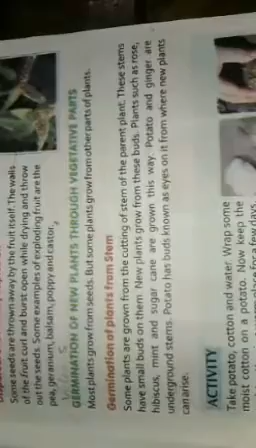 Some seeds are thrown away by the fruit itself. The walls
of the fruit curl and burst open while drying and throw
out the seeds. Some examples of exploding fruit are the
pea, geranium, balsam, poppy and castor.
GERMINATION OF NEW PLANTS THROUGH VEGETATIVE PARTS
Most plants grow from seeds. But some plants grow from other parts of plants.
Germination of plants from Stem
Some plants are grown from the cutting of stem of the parent plant. These stems
have small buds on them. New plants grow from these buds. Plants such as rose,
hibiscus, mint and sugar cane are grown this way. Potato and ginger are
underground stems. Potato has buds known as eyes on it from where new plants
can arise.
ACTIVITY
Take potato, cotton and water. Wrap some
moist cotton on a potato. Now keep the
warm place for a few days